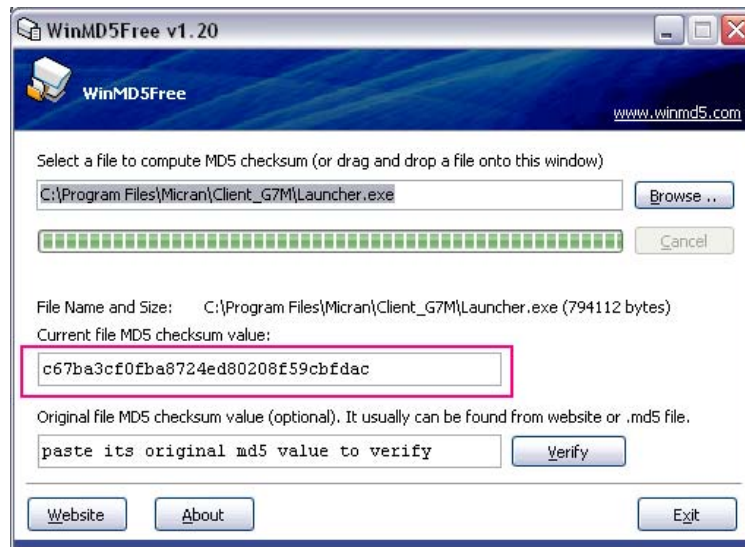 WinMD5Free v1.20
WinMD5Free
www.winmd5.com
Select a file to compute MD5 checksum (or drag and drop a file onto this window)
C:\Program Files\Micran\Client_G7M\Launcher.exe
Browse ..
Cancel
File Name and Size: C:\Program Files\Micran\Client_G7M\Launcher.exe (794112 bytes)
Current file MD5 checksum value:
c67ba3cf0fba8724ed80208f59cbfdac
Original file MD5 checksum value (optional). It usually can be found from website or .md5 file.
paste its original md5 value to verify
Verify
Website
About
Exit